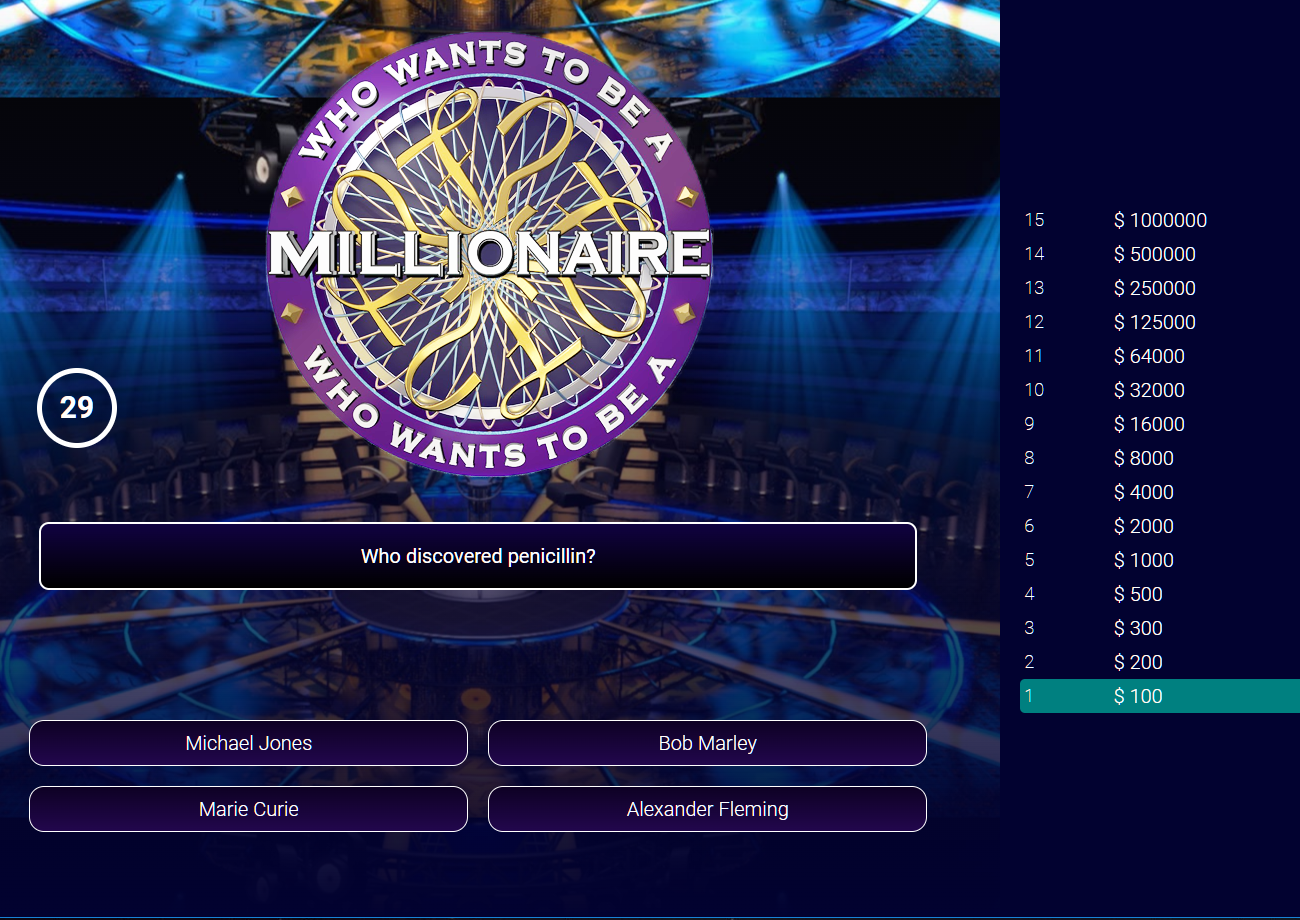 WHO WANTS TO BE A
MILLIONAIRE
WHO WANTS TO BE A
29
Who discovered penicillin?
Michael Jones
Bob Marley
Marie Curie
Alexander Fleming
15 $ 1000000
14 $ 500000
13 $ 250000
12 $ 125000
11 $ 64000
10 $ 32000
9 $ 16000
8 $ 8000
7 $ 4000
6 $ 2000
5 $ 1000
4 $ 500
3 $ 300
2 $ 200
1 $ 100